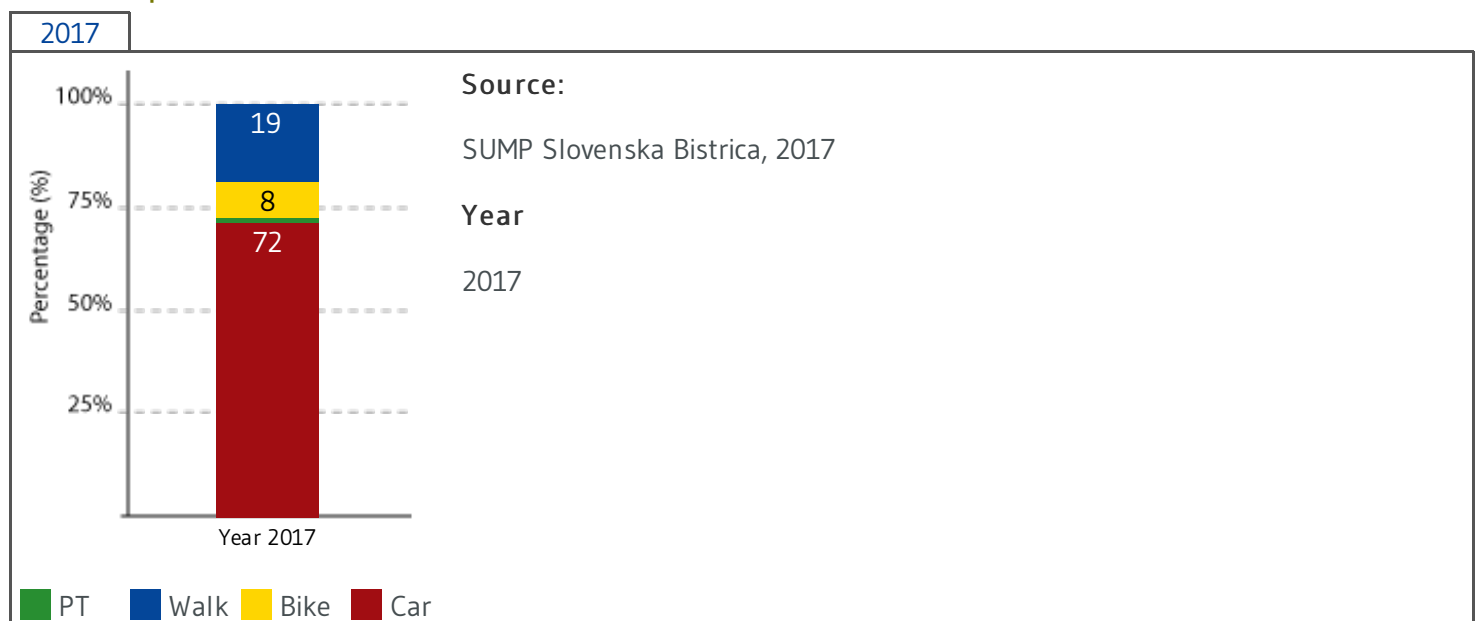 2017
100%
75%
50%
25%
Percentage (%)
19
8
72
Year 2017
PT Walk Bike Car
Source:
SUMP Slovenska Bistrica, 2017
Year
2017